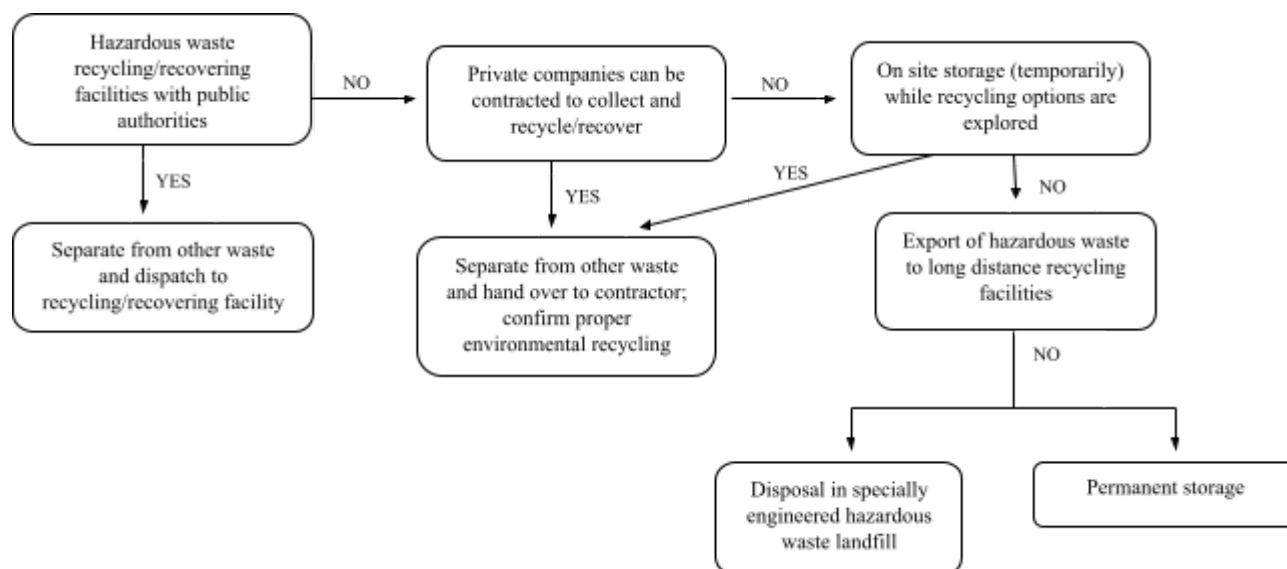 Hazardous waste
recycling/recovering
facilities with public
authorities
NO
Private companies can be
contracted to collect and
recycle/recover
NO
On site storage (temporarily)
while recycling options are
explored
YES
YES
YES
NO
Separate from other waste
and dispatch to
recycling/recovering facility
Separate from other waste
and hand over to contractor;
confirm proper
environmental recycling
Export of hazardous waste
to long distance recycling
facilities
NO
Disposal in specially
engineered hazardous
waste landfill
Permanent storage